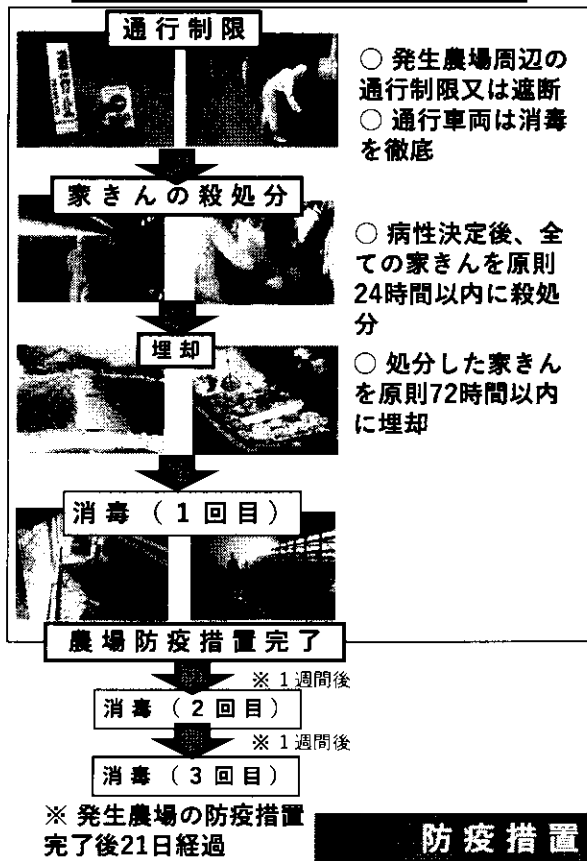 通行制限
○ 発生農場周辺の
通行制限又は遮断
○ 通行車両は消毒
を徹底
家きんの殺処分
○ 病性決定後、全
ての家きんを原則
24時間以内に殺処
分
埋却
○ 処分した家きん
を原則72時間以内
に埋却
消毒（1回目）
農場防疫措置完了
※ 1週間後
消毒（2回目）
※ 1週間後
消毒（3回目）
※ 発生農場の防疫措置
完了後21日経過
防疫措置